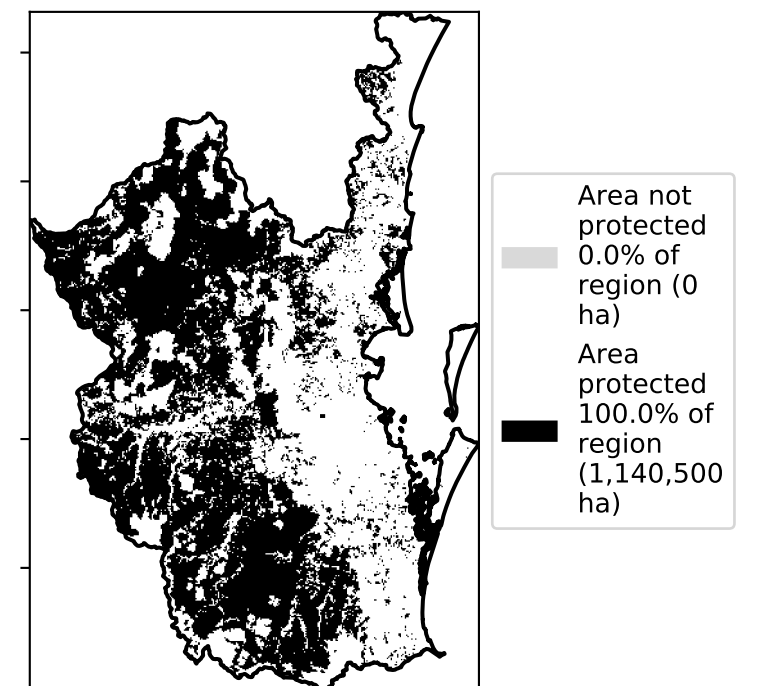 Area not
protected
0.0% of
region (0
ha)
Area
protected
100.0% of
region
(1,140,500
ha)